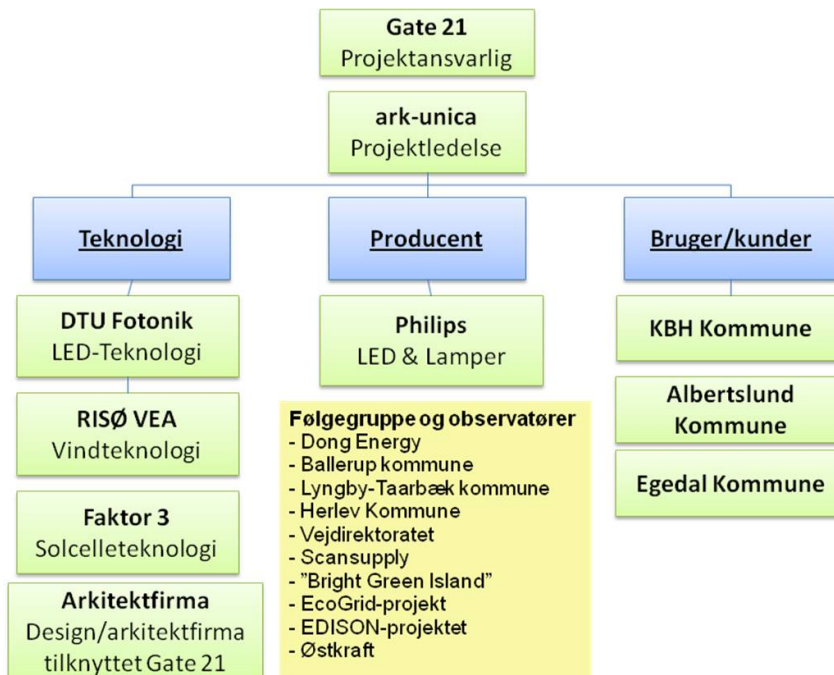 Gate 21
Projektansvarlig
ark-unica
Projektledelse
Teknologi
DTU Fotonik
LED-Teknologi
RISØ VEA
Vindteknologi
Faktor 3
Solcelleteknologi
Arkitektfirma
Design/arkitektfirma
tilknyttet Gate 21
Producent
Philips
LED & Lamper
Bruger/kunder
KBH Kommune
Albertslund
Kommune
Egedal Kommune
Følgegruppe og observatører
- Dong Energy
- Ballerup kommune
- Lyngby-Taarbæk kommune
- Herlev Kommune
- Vejdirektoratet
- Scansupply
- "Bright Green Island"
- EcoGrid-projekt
- EDISON-projektet
- Østkraft